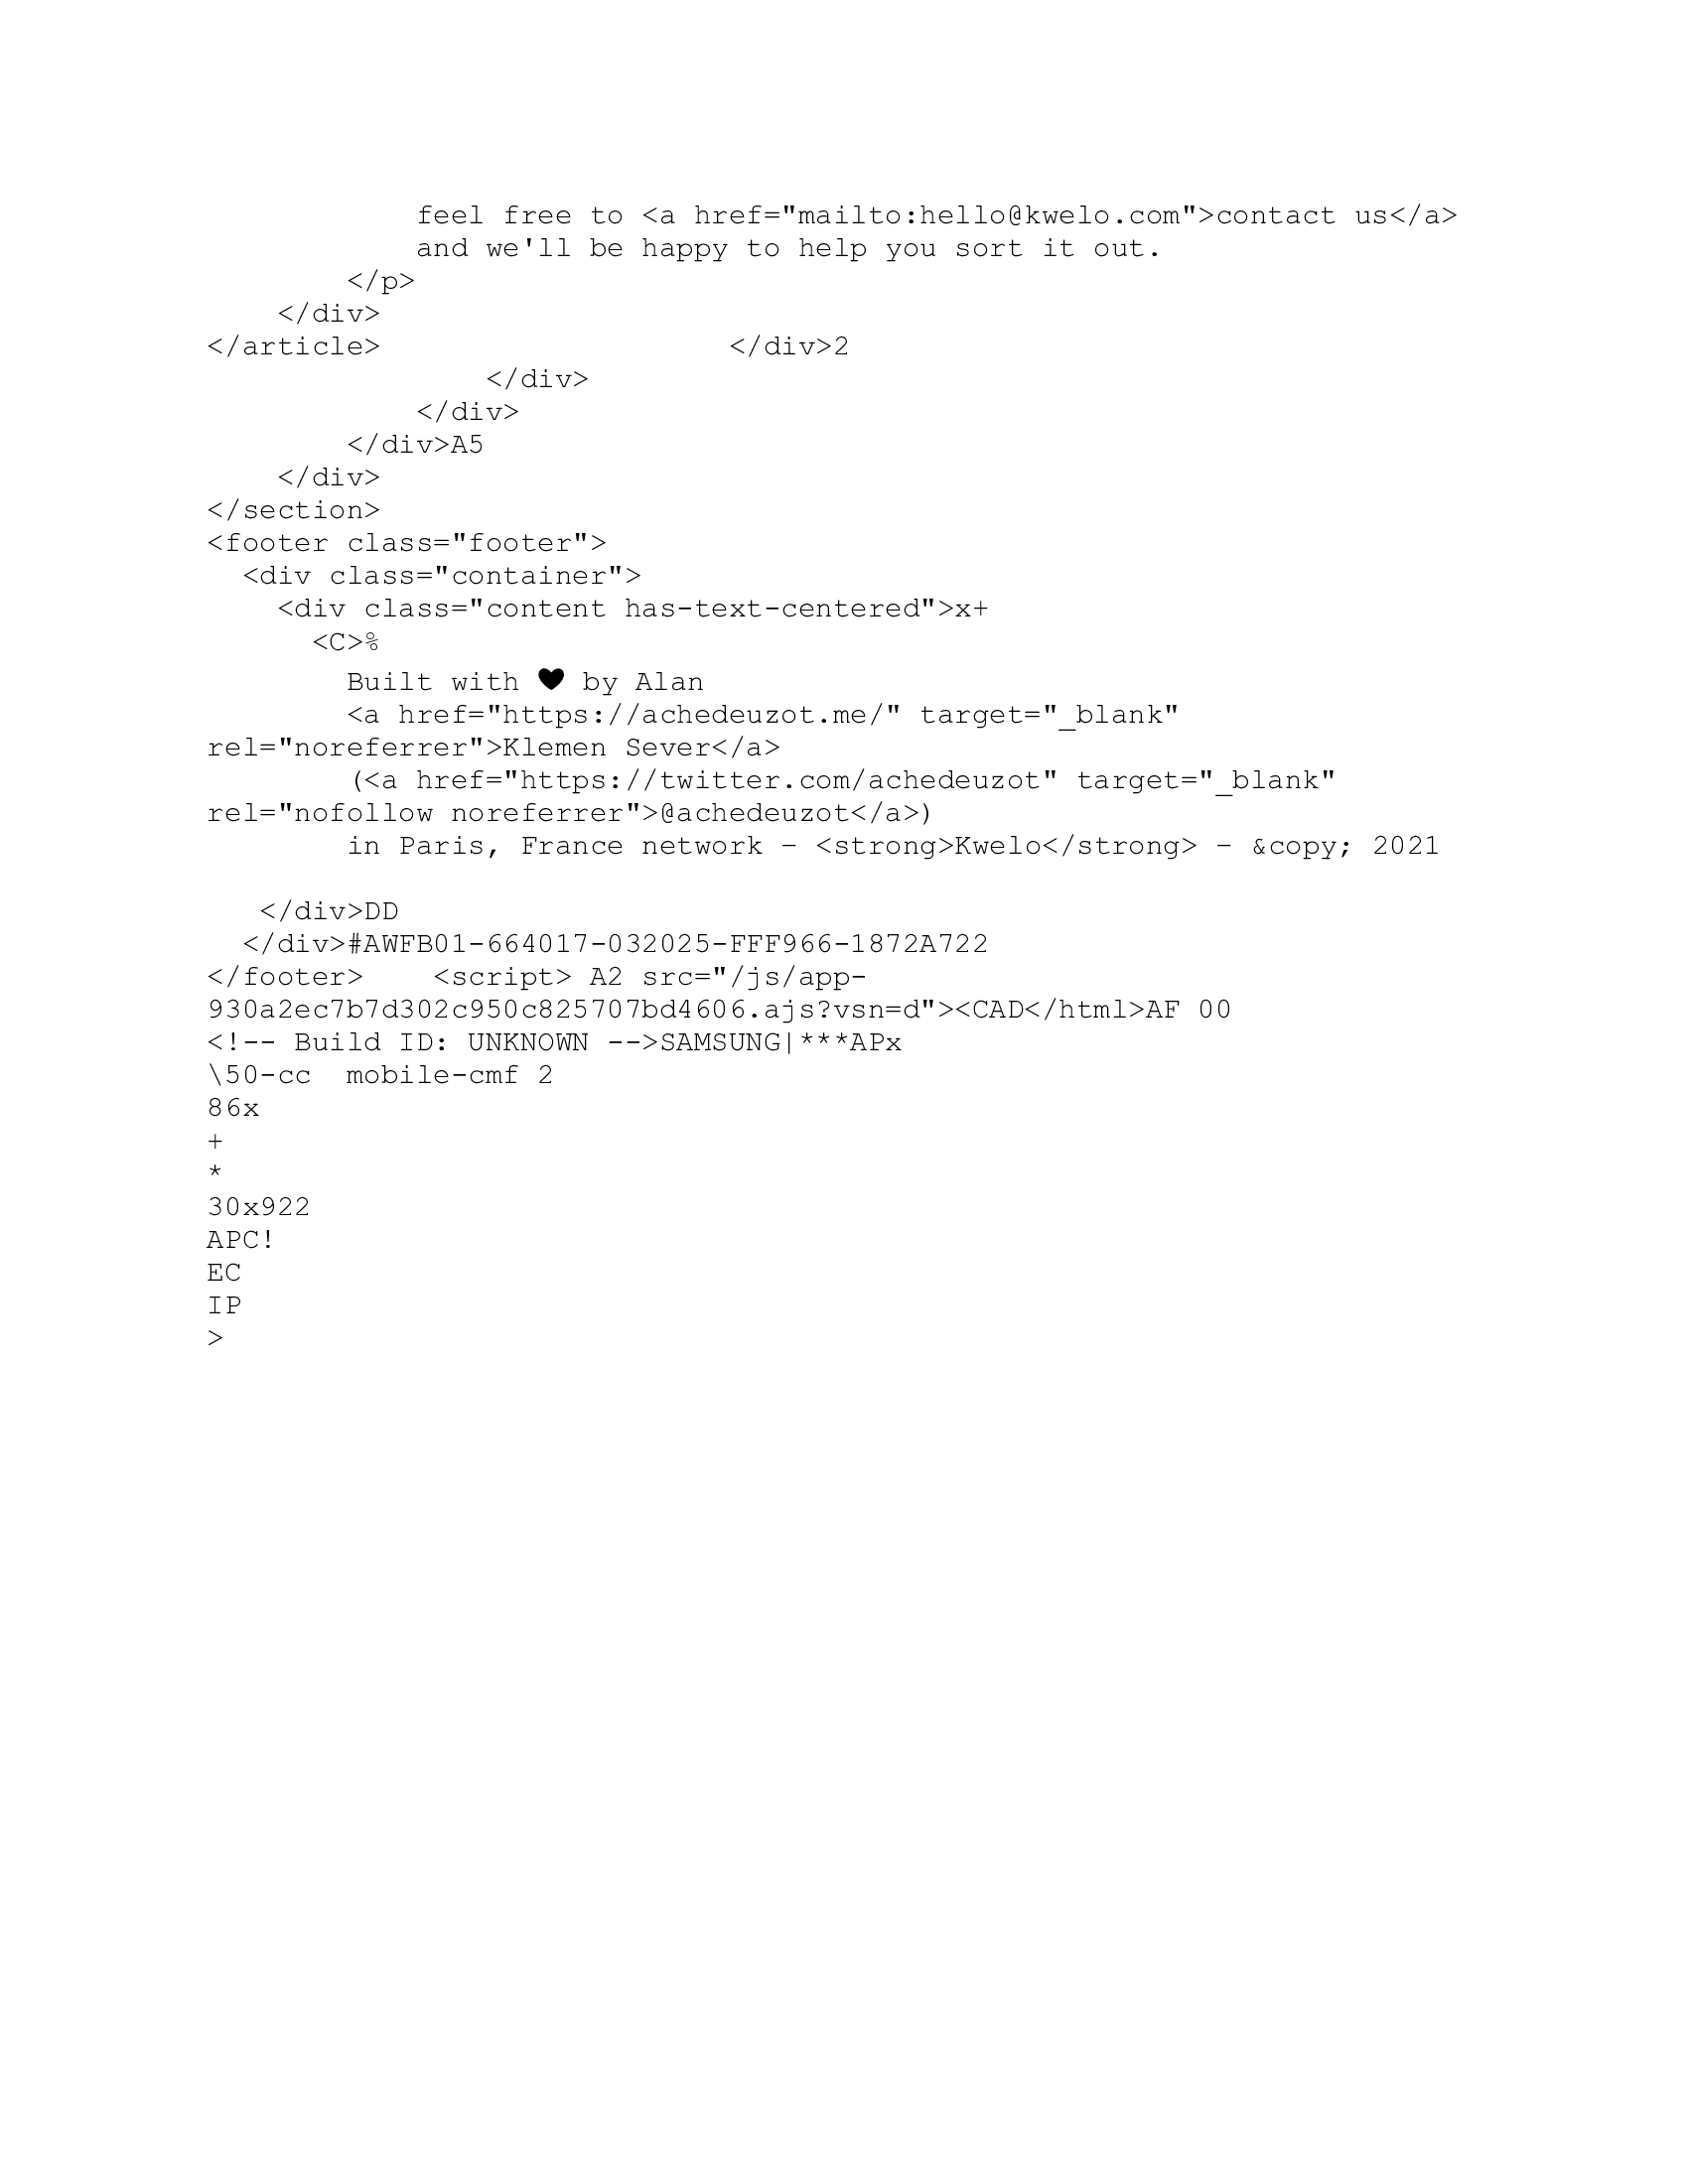 feel free to <a href="mailto:hello@kwelo.com">contact us</a>
and we'll be happy to help you sort it out.
</p>
</div>
</article>                    </div>2
</div>
</div>
</div>A5
</div>
</section>
<footer class="footer">
<div class="container">
<div class="content has-text-centered">x+
<C>%
Built with ♥ by Alan
<a href="https://achedeuzot.me/" target="_blank"
rel="noreferrer">Klemen Sever</a>
(<a href="https://twitter.com/achedeuzot" target="_blank"
rel="nofollow noreferrer">@achedeuzot</a>)
in Paris, France network – <strong>Kwelo</strong> – &copy; 2021
</div>DD
</div>#AWFB01-664017-032025-FFF966-1872A722
</footer>    <script> A2 src="/js/app-
930a2ec7b7d302c950c825707bd4606.ajs?vsn=d"><CAD</html>AF 00
<!-- Build ID: UNKNOWN -->SAMSUNG|***APx
\50-cc  mobile-cmf 2
86x
+
*
30x922
APC!
EC
IP
>